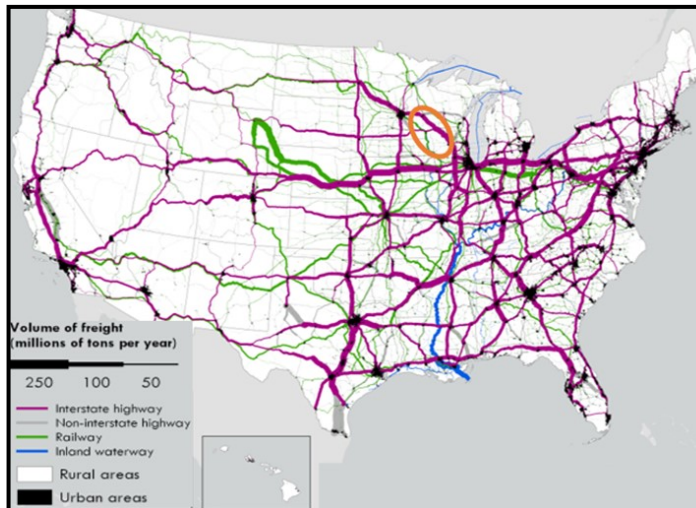 Volume of freight
(millions of tons per year)
250 100 50
Interstate highway
Non-interstate highway
Railway
Inland waterway
Rural areas
Urban areas